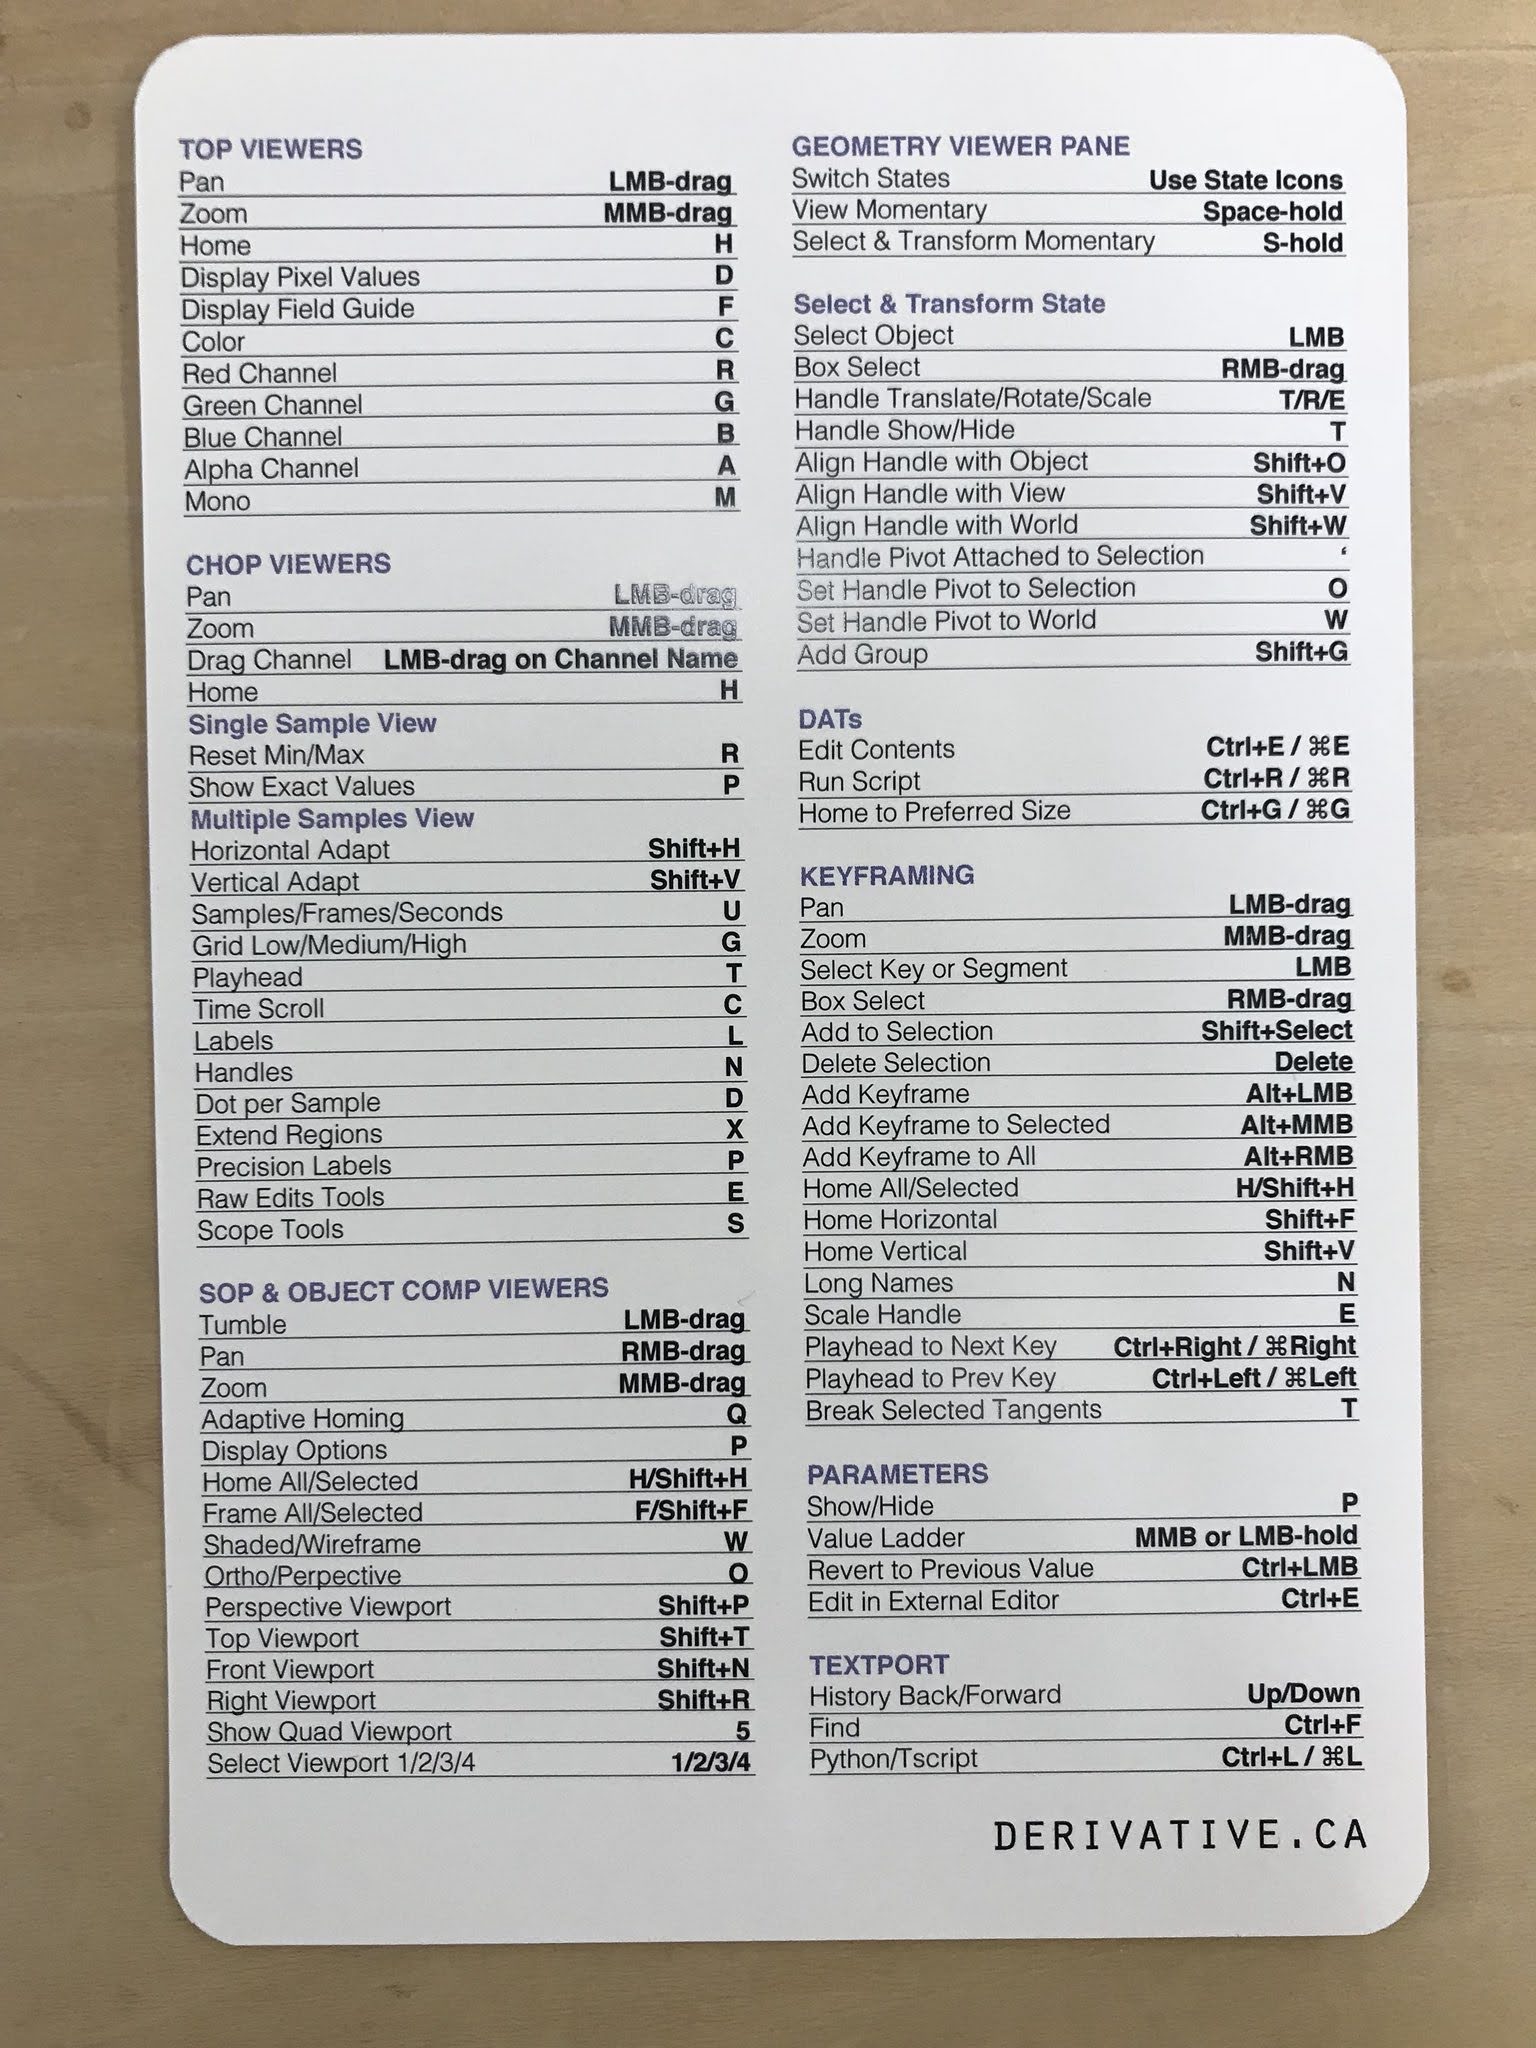 TOP VIEWERS
Pan LMB-drag
Zoom MMB-drag
Home H
Display Pixel Values D
Display Field Guide F
Color C
Red Channel R
Green Channel G
Blue Channel B
Alpha Channel A
Mono M
CHOP VIEWERS
Pan LMB-drag
Zoom MMB-drag
Drag Channel LMB-drag on Channel Name
Home H
Single Sample View
Reset Min/Max R
Show Exact Values P
Multiple Samples View
Horizontal Adapt Shift+H
Vertical Adapt Shift+V
Samples/Frames/Seconds U
Grid Low/Medium/High G
Playhead T
Time Scroll C
Labels L
Handles N
Dot per Sample D
Extend Regions X
Precision Labels P
Raw Edits Tools E
Scope Tools S
SOP & OBJECT COMP VIEWERS
Tumble LMB-drag
Pan RMB-drag
Zoom MMB-drag
Adaptive Homing Q
Display Options P
Home All/Selected H/Shift+H
Frame All/Selected F/Shift+F
Shaded/Wireframe W
Ortho/Perpective O
Perspective Viewport Shift+P
Top Viewport Shift+T
Front Viewport Shift+N
Right Viewport Shift+R
Show Quad Viewport 5
Select Viewport 1/2/3/4 1/2/3/4
GEOMETRY VIEWER PANE
Switch States Use State Icons
View Momentary Space-hold
Select & Transform Momentary S-hold
Select & Transform State
Select Object LMB
Box Select RMB-drag
Handle Translate/Rotate/Scale T/R/E
Handle Show/Hide T
Align Handle with Object Shift+O
Align Handle with View Shift+V
Align Handle with World Shift+W
Handle Pivot Attached to Selection ‘
Set Handle Pivot to Selection O
Set Handle Pivot to World W
Add Group Shift+G
DATs
Edit Contents Ctrl+E / ⌘E
Run Script Ctrl+R / ⌘R
Home to Preferred Size Ctrl+G / ⌘G
KEYFRAMING
Pan LMB-drag
Zoom MMB-drag
Select Key or Segment LMB
Box Select RMB-drag
Add to Selection Shift+Select
Delete Selection Delete
Add Keyframe Alt+LMB
Add Keyframe to Selected Alt+MMB
Add Keyframe to All Alt+RMB
Home All/Selected H/Shift+H
Home Horizontal Shift+F
Home Vertical Shift+V
Long Names N
Scale Handle E
Playhead to Next Key Ctrl+Right / ⌘Right
Playhead to Prev Key Ctrl+Left / ⌘Left
Break Selected Tangents T
PARAMETERS
Show/Hide P
Value Ladder MMB or LMB-hold
Revert to Previous Value Ctrl+LMB
Edit in External Editor Ctrl+E
TEXTPORT
History Back/Forward Up/Down
Find Ctrl+F
Python/Tscript Ctrl+L / ⌘L
DERIVATIVE.CA